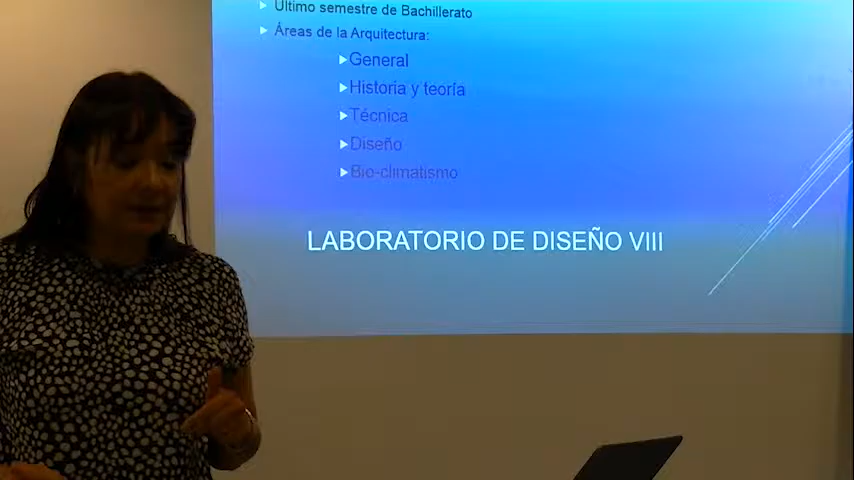 Último semestre de Bachillerato
Áreas de la Arquitectura:
General
Historia y teoría
Técnica
Diseño
Bio-climatismo
LABORATORIO DE DISEÑO VIII